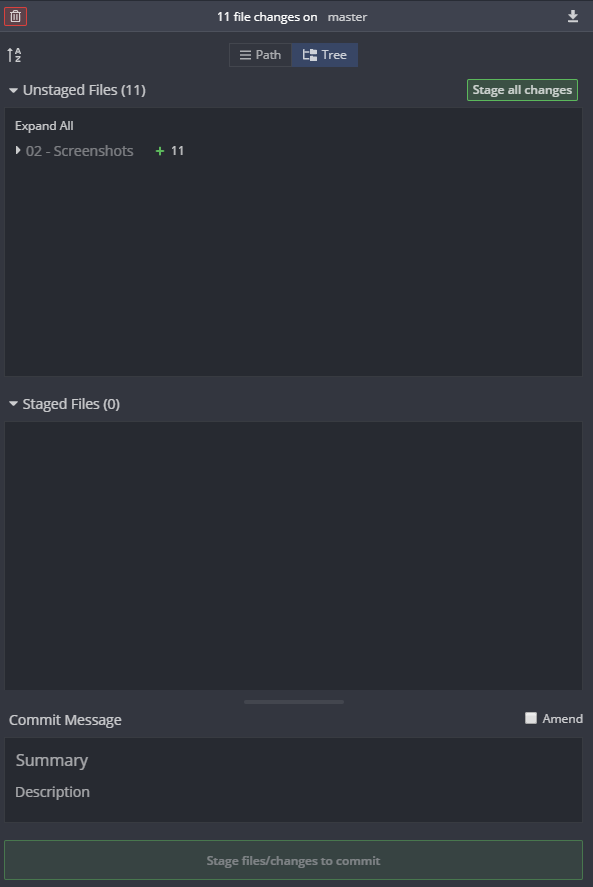 11 file changes on master
A
Z
Path
Tree
Unstaged Files (11)
Stage all changes
Expand All
02 - Screenshots + 11
Staged Files (0)
Commit Message
Amend
Summary
Description
Stage files/changes to commit